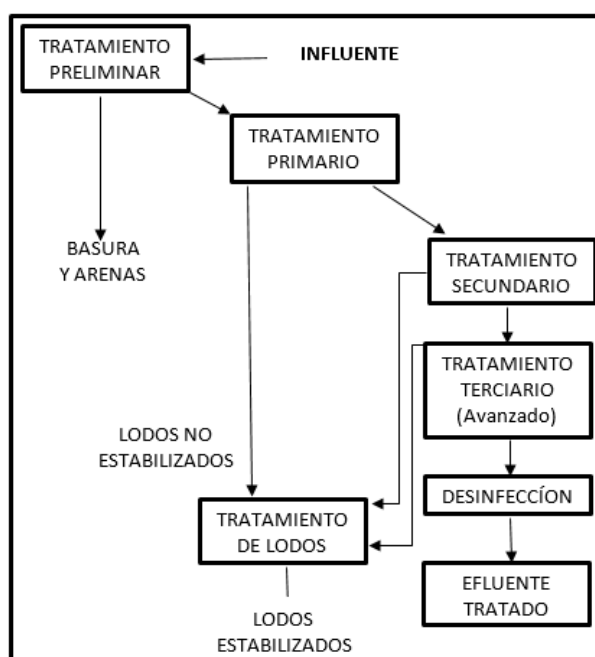 TRATAMIENTO
PRELIMINAR
INFLUENTE
TRATAMIENTO
PRIMARIO
BASURA
Y ARENAS
TRATAMIENTO
SECUNDARIO
TRATAMIENTO
TERCIARIO
(Avanzado)
LODOS NO
ESTABILIZADOS
DESINFECCÍON
TRATAMIENTO
DE LODOS
EFLUENTE
TRATADO
LODOS
ESTABILIZADOS